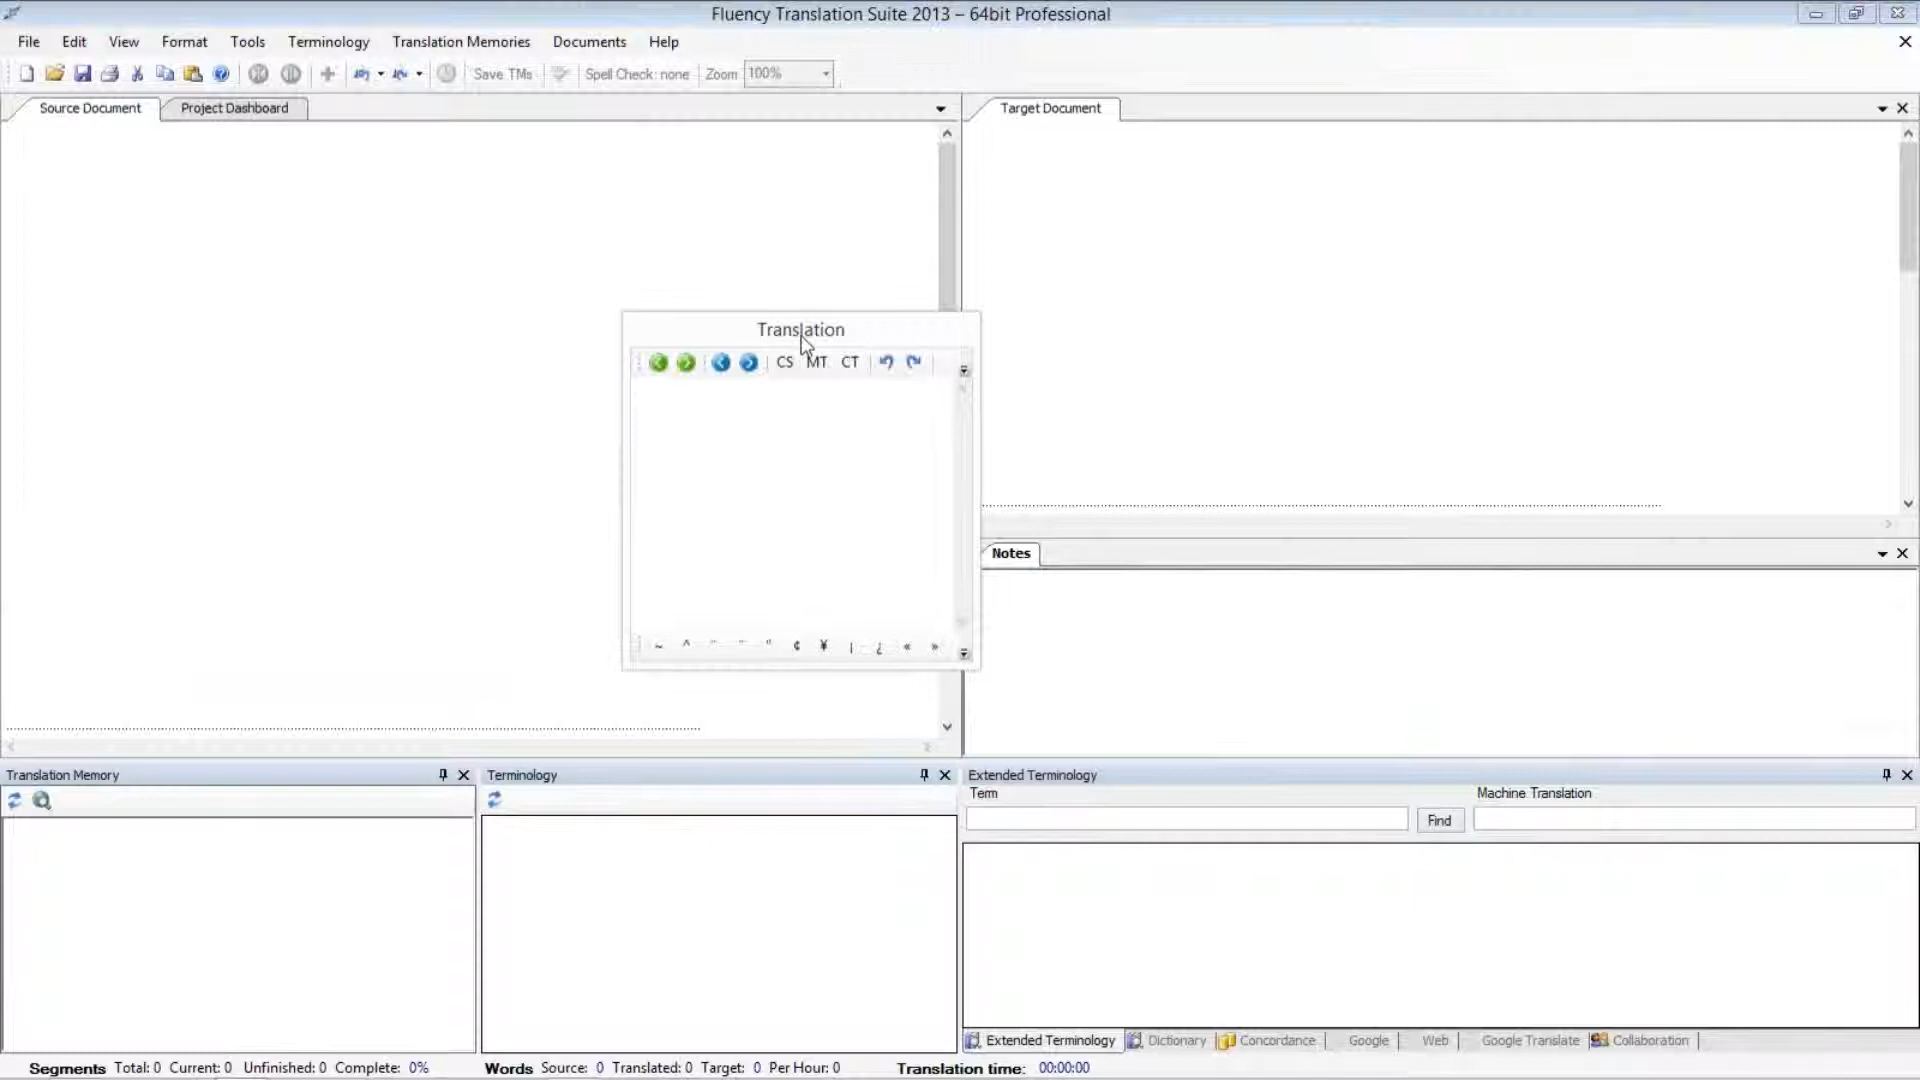 Fluency Translation Suite 2013 – 64bit Professional
File Edit View Format Tools Terminology Translation Memories Documents Help
Save TMs Spell Check: none Zoom 100%
Source Document Project Dashboard
Target Document
Translation
CS MT CT
~ ^ ¨ ¨ " ¢ ¥ ¡ ¿ « »
Notes
Translation Memory
Terminology
Extended Terminology
Term Machine Translation
Find
Extended Terminology Dictionary Concordance Google Web Google Translate Collaboration
Segments Total: 0 Current: 0 Unfinished: 0 Complete: 0% Words Source: 0 Translated: 0 Target: 0 Per Hour: 0 Translation time: 00:00:00